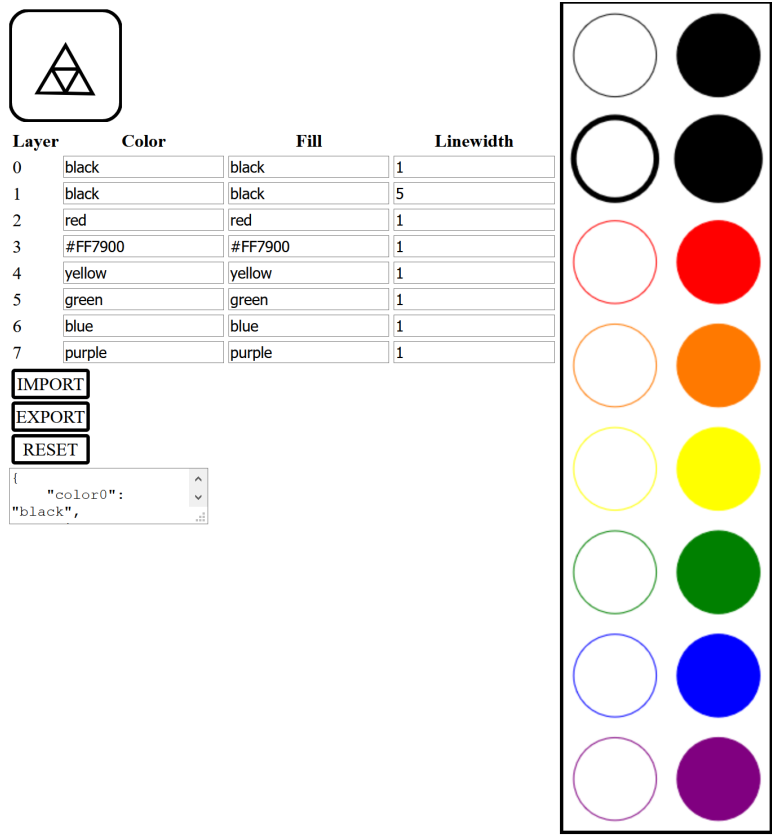 Layer Color Fill Linewidth
0 black black 1
1 black black 5
2 red red 1
3 #FF7900 #FF7900 1
4 yellow yellow 1
5 green green 1
6 blue blue 1
7 purple purple 1
IMPORT
EXPORT
RESET
{
"color0":
"black",